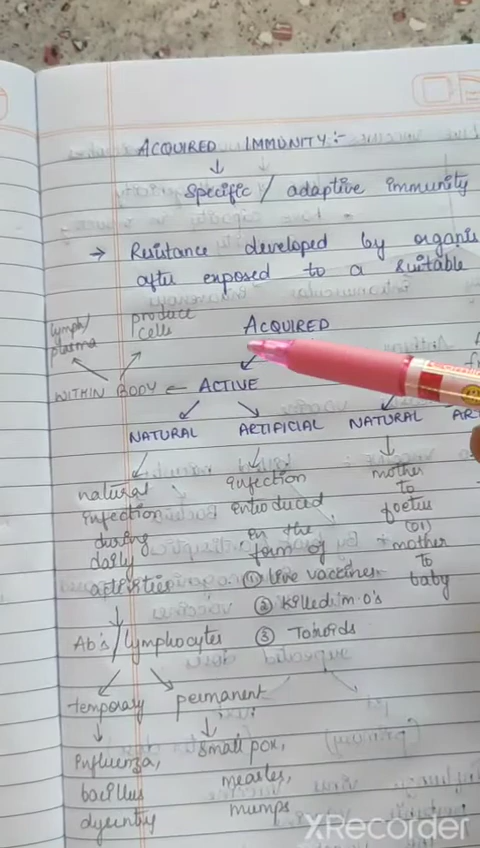 ACQUIRED IMMUNITY :-
↓
Specific / adaptive immunity
→ Resistance developed by organis
after exposed to a suitable
lymph/
plasma
produce
cells
ACQUIRED
WITHIN BODY ← ACTIVE
NATURAL ARTIFICIAL NATURAL AR
natural
infection
during
daily
activities
↓
Ab's / lymphocytes
temporary permanent
Influenza,
bacillus
dycentry
Small pox,
measles,
mumps
Infection
introduced
in the
form of
① live vaccines
② Killed m.o's
③ Toxoids
mother
to
foetus
(or)
mother
to
baby
XRecorder